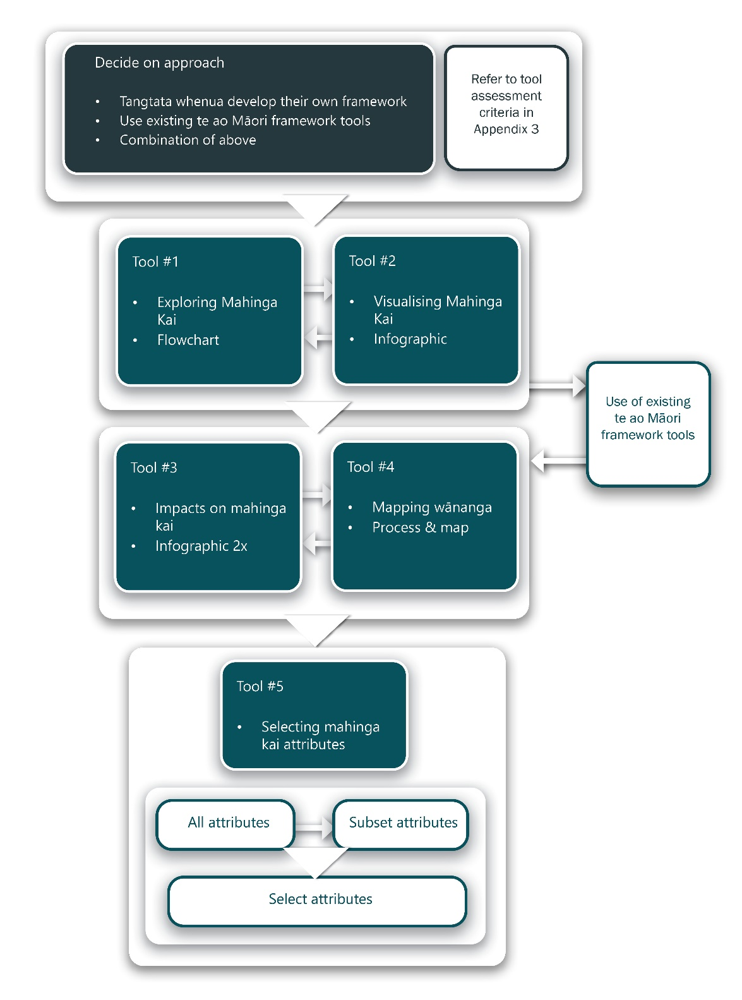 Decide on approach
• Tangtata whenua develop their own framework
• Use existing te ao Māori framework tools
• Combination of above
Refer to tool
assessment
criteria in
Appendix 3
Tool #1
• Exploring Mahinga
Kai
• Flowchart
Tool #2
• Visualising Mahinga
Kai
• Infographic
Use of existing
te ao Māori
framework tools
Tool #3
• Impacts on mahinga
kai
• Infographic 2x
Tool #4
• Mapping wānanga
• Process & map
Tool #5
• Selecting mahinga
kai attributes
All attributes
Subset attributes
Select attributes